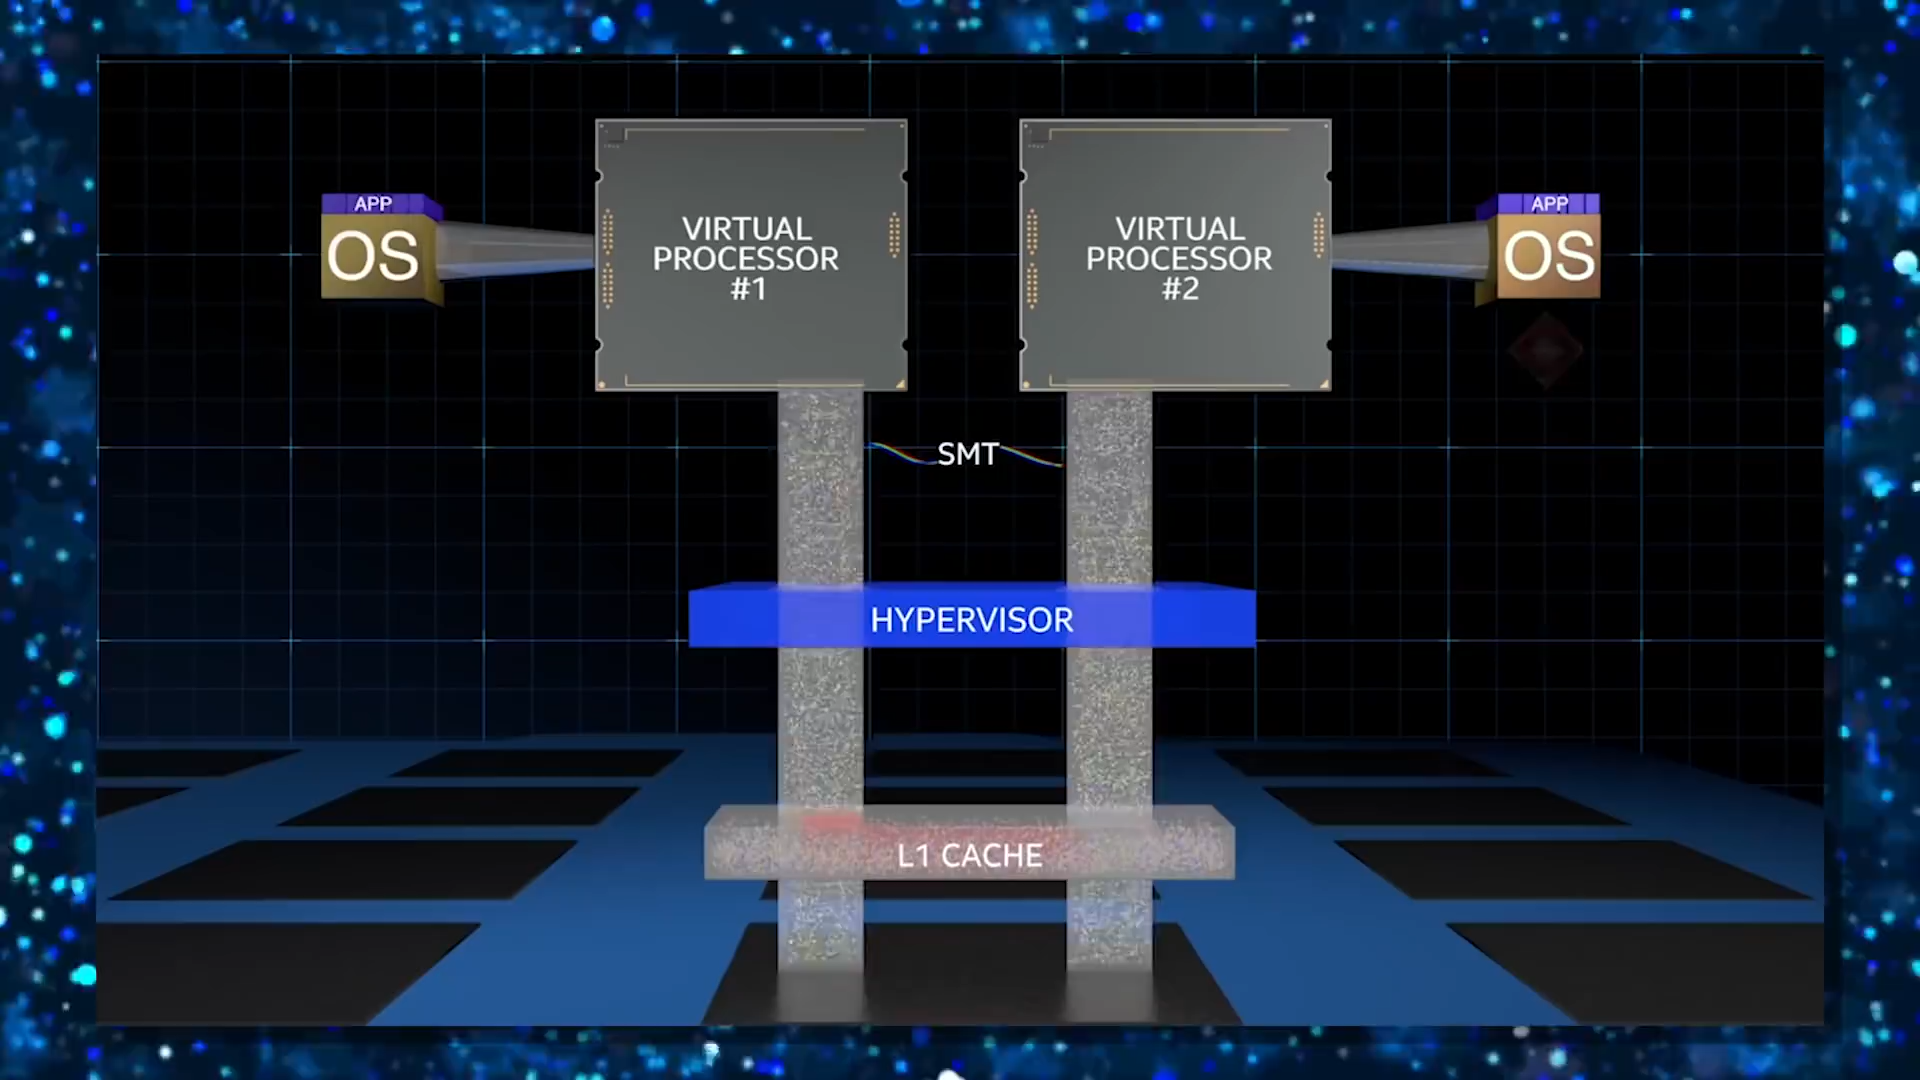 APP
OS
VIRTUAL
PROCESSOR
#1
VIRTUAL
PROCESSOR
#2
APP
OS
SMT
HYPERVISOR
L1 CACHE